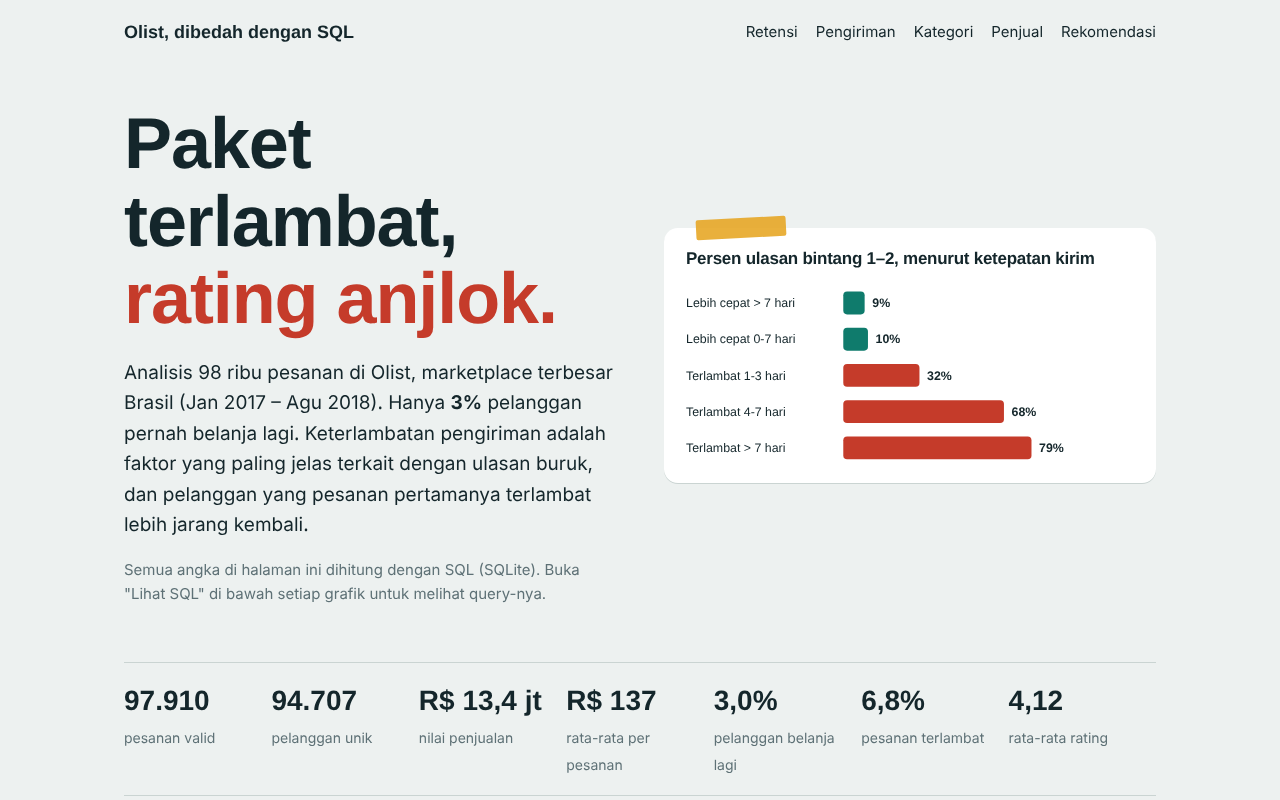 Olist, dibedah dengan SQL
Retensi Pengiriman Kategori Penjual Rekomendasi
Paket
terlambat,
rating anjlok.
Analisis 98 ribu pesanan di Olist, marketplace terbesar
Brasil (Jan 2017 – Agu 2018). Hanya 3% pelanggan
pernah belanja lagi. Keterlambatan pengiriman adalah
faktor yang paling jelas terkait dengan ulasan buruk,
dan pelanggan yang pesanan pertamanya terlambat
lebih jarang kembali.
Semua angka di halaman ini dihitung dengan SQL (SQLite). Buka
"Lihat SQL" di bawah setiap grafik untuk melihat query-nya.
Persen ulasan bintang 1–2, menurut ketepatan kirim
Lebih cepat > 7 hari 9%
Lebih cepat 0-7 hari 10%
Terlambat 1-3 hari 32%
Terlambat 4-7 hari 68%
Terlambat > 7 hari 79%
97.910
pesanan valid
94.707
pelanggan unik
R$ 13,4 jt
nilai penjualan
R$ 137
rata-rata per
pesanan
3,0%
pelanggan belanja
lagi
6,8%
pesanan terlambat
4,12
rata-rata rating